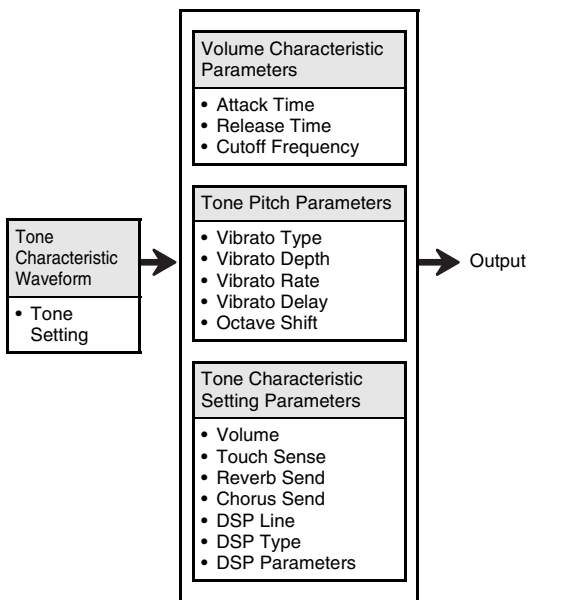 Tone
Characteristic
Waveform
• Tone
Setting
Volume Characteristic
Parameters
• Attack Time
• Release Time
• Cutoff Frequency
Tone Pitch Parameters
• Vibrato Type
• Vibrato Depth
• Vibrato Rate
• Vibrato Delay
• Octave Shift
Tone Characteristic
Setting Parameters
• Volume
• Touch Sense
• Reverb Send
• Chorus Send
• DSP Line
• DSP Type
• DSP Parameters
Output